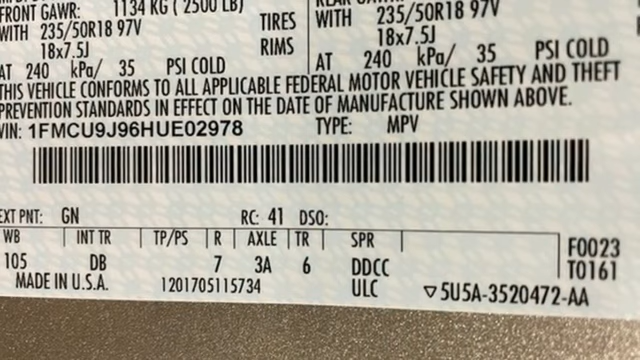 FRONT GAWR: 1134 KG ( 2500 LB)
WITH 235/50R18 97V TIRES WITH 235/50R18 97V
18x7.5J RIMS 18x7.5J
AT 240 kPa/ 35 PSI COLD AT 240 kPa/ 35 PSI COLD
THIS VEHICLE CONFORMS TO ALL APPLICABLE FEDERAL MOTOR VEHICLE SAFETY AND THEFT
PREVENTION STANDARDS IN EFFECT ON THE DATE OF MANUFACTURE SHOWN ABOVE.
VIN: 1FMCU9J96HUE02978 TYPE: MPV
EXT PNT: GN RC: 41 DSO:
WB INT TR TP/PS R AXLE TR SPR F0023
105 DB 7 3A 6 DDCC T0161
MADE IN U.S.A. 1201705115734 ULC ▽5U5A-3520472-AA